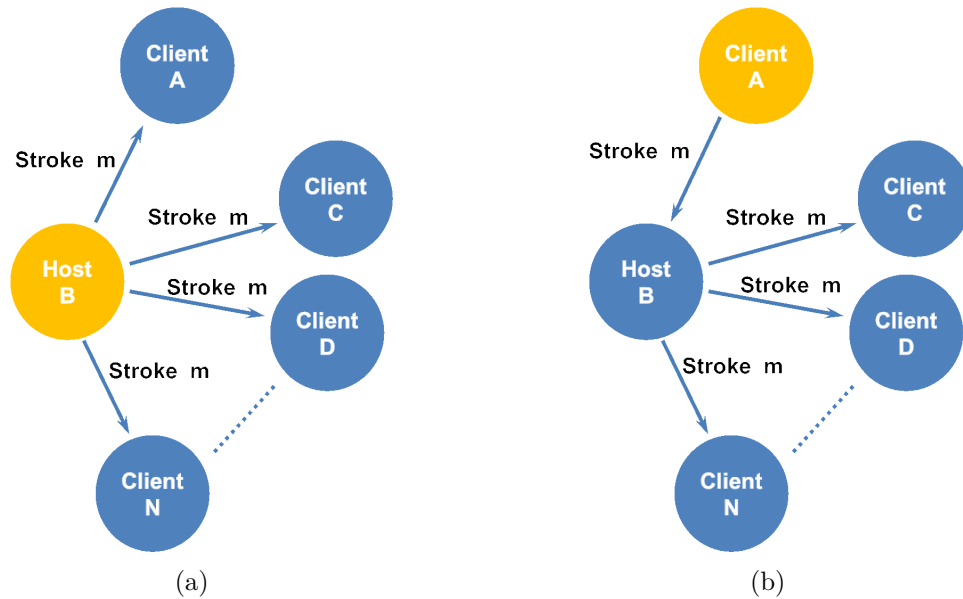 Client
A
Stroke m
Client
C
Stroke m
Host
B
Stroke m
Client
D
Stroke m
Client
N
(a)
Client
A
Stroke m
Client
C
Stroke m
Host
B
Stroke m
Client
D
Stroke m
Client
N
(b)